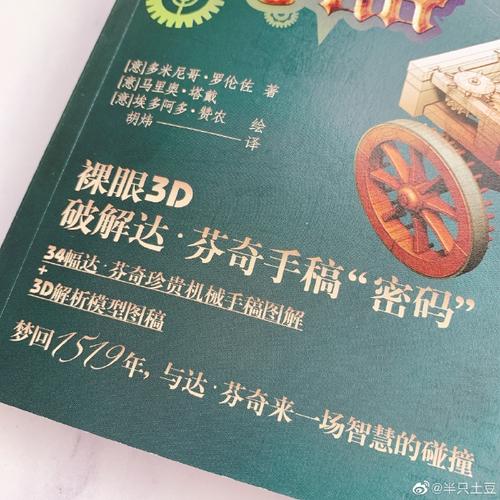 [意]多米尼哥·罗伦佐 著
[意]马里奥·塔戴
[意]埃多阿多·赞农 绘
胡炜 译
裸眼3D
破解达·芬奇手稿“密码”
34幅达·芬奇珍贵机械手稿图解
+
3D解析模型图稿
梦回1519年，与达·芬奇来一场智慧的碰撞
@半只土豆